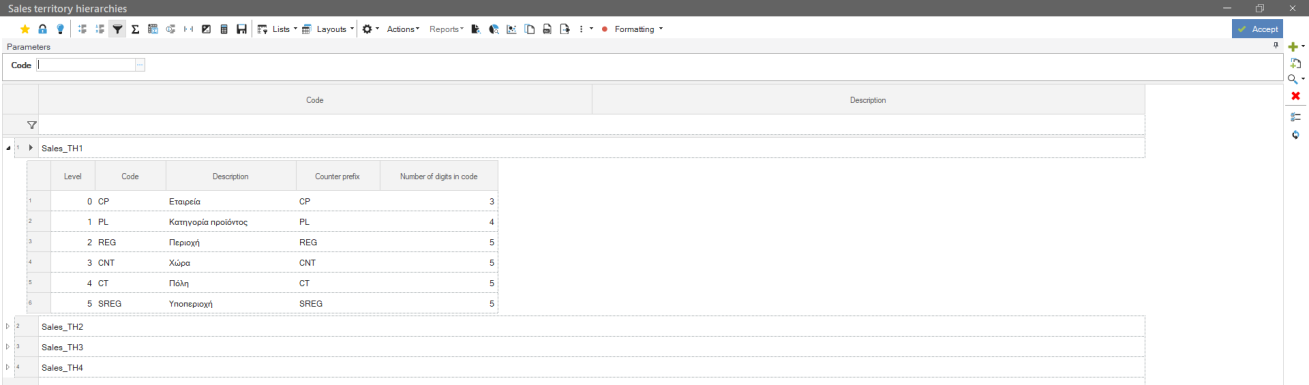 Sales territory hierarchies
Lists Layouts Actions Reports Formatting Accept
Parameters
Code
Code Description
1 Sales_TH1
Level Code Description Counter prefix Number of digits in code
1 0 CP Εταιρεία CP 3
2 1 PL Κατηγορία προϊόντος PL 4
3 2 REG Περιοχή REG 5
4 3 CNT Χώρα CNT 5
5 4 CT Πόλη CT 5
6 5 SREG Υποπεριοχή SREG 5
2 Sales_TH2
3 Sales_TH3
4 Sales_TH4